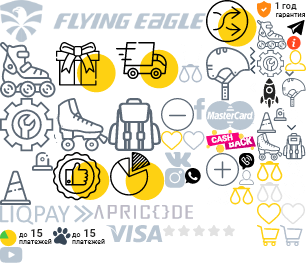 FLYING EAGLE
1 год
гарантия
MasterCard
CASH
BACK
LIQPAY
APRICODE
до 15
платежей
до 15
платежей
VISA